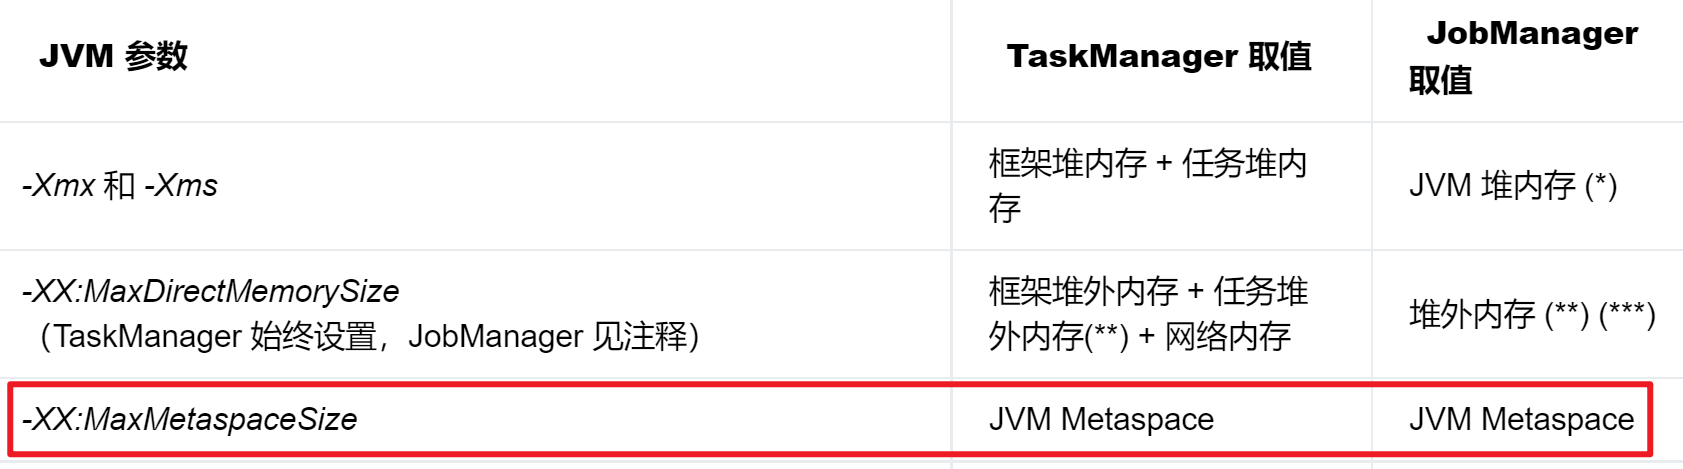 JVM 参数
TaskManager 取值
JobManager
取值
-Xmx 和 -Xms
框架堆内存 + 任务堆内
存
JVM 堆内存 (*)
-XX:MaxDirectMemorySize
（TaskManager 始终设置，JobManager 见注释）
框架堆外内存 + 任务堆
外内存(**) + 网络内存
堆外内存 (**) (***)
-XX:MaxMetaspaceSize
JVM Metaspace
JVM Metaspace